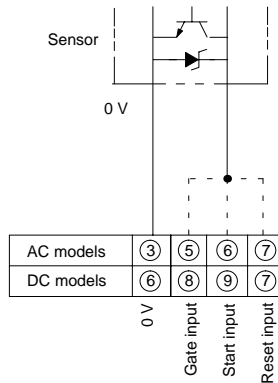 Sensor
0 V
AC models 3 5 6 7
DC models 6 8 9 7
0 V
Gate input
Start input
Reset input